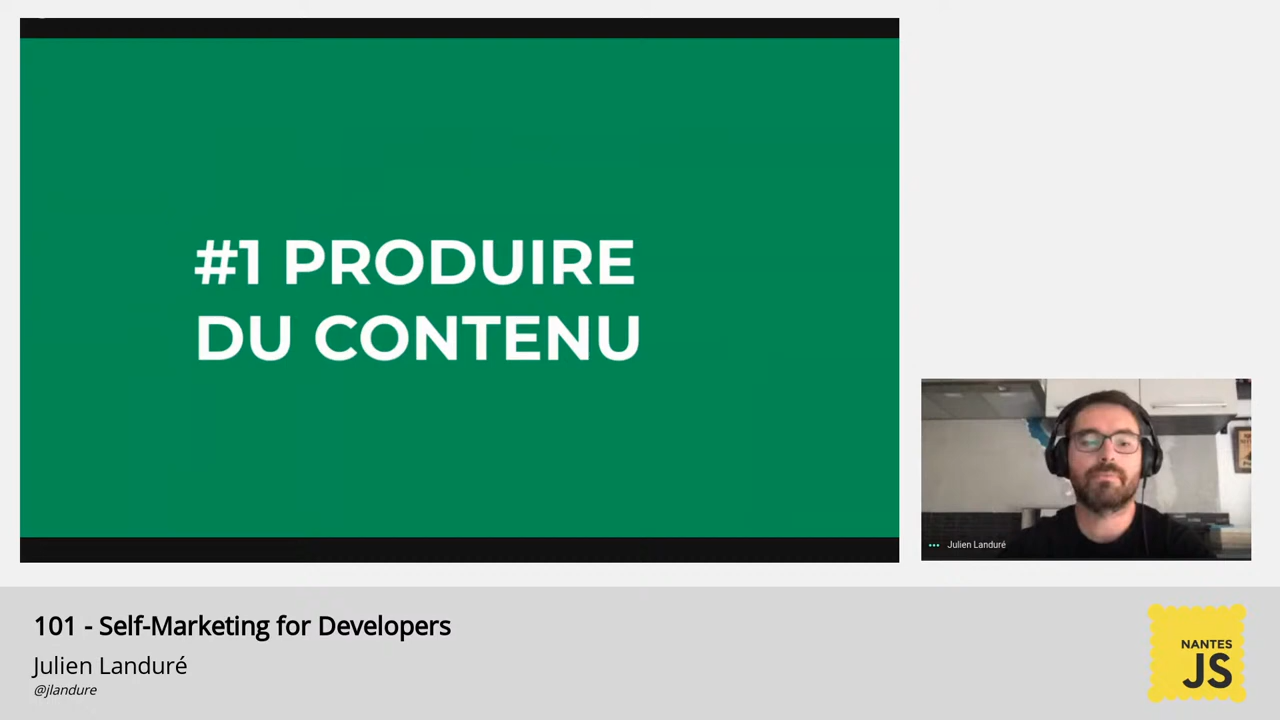 #1 PRODUIRE
DU CONTENU
Julien Landuré
101 - Self-Marketing for Developers
Julien Landuré
@jlandure
NANTES
JS